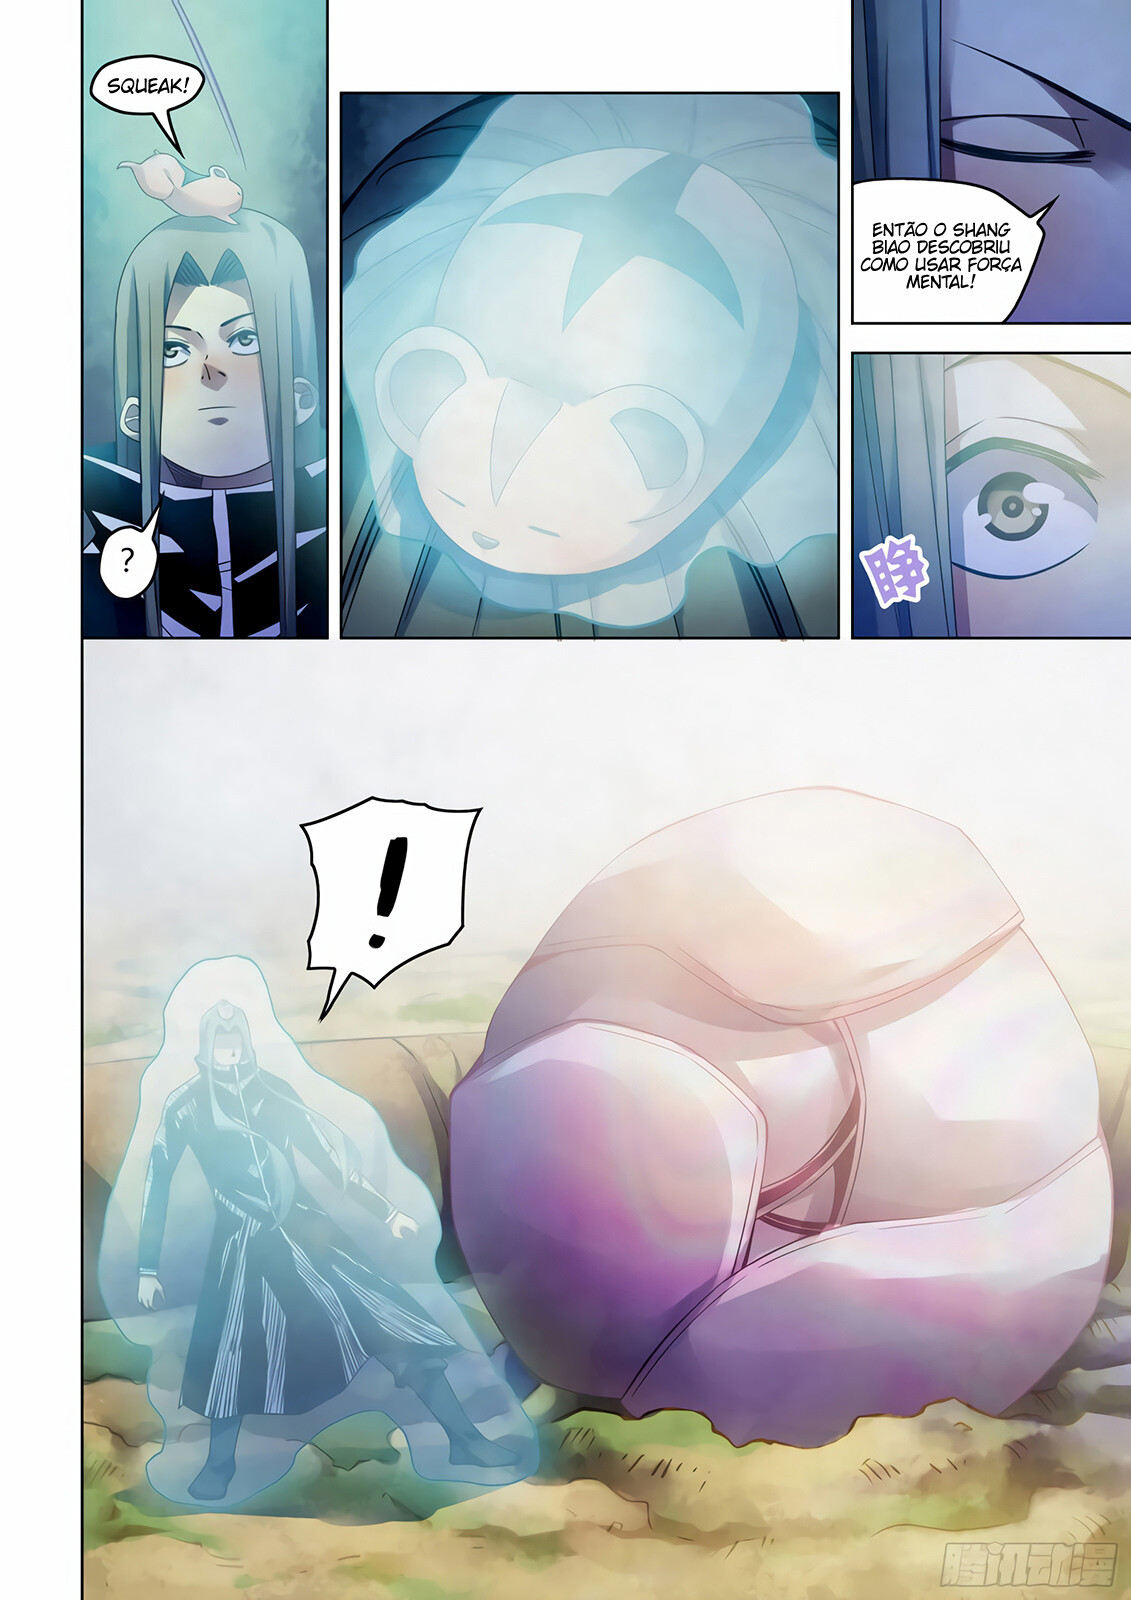 SQUEAK!
?
ENTÃO O SHANG
BIAO DESCOBRIU
COMO USAR FORÇA
MENTAL!
睁
!
腾讯动漫